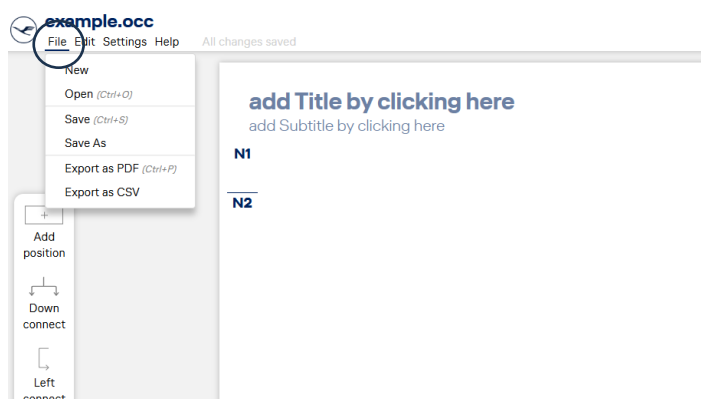 example.occ
File Edit Settings Help All changes saved
New
Open (Ctrl+O)
Save (Ctrl+S)
Save As
Export as PDF (Ctrl+P)
Export as CSV
add Title by clicking here
add Subtitle by clicking here
N1
N2
Add
position
Down
connect
Left
connect